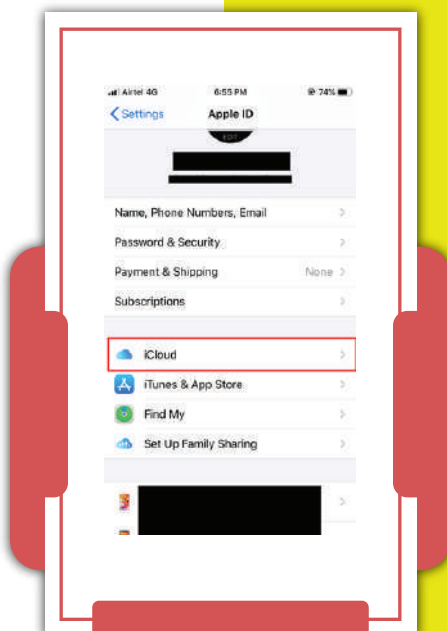 Airtel 4G 6:55 PM 74%
Settings Apple ID
EDIT
Name, Phone Numbers, Email
Password & Security
Payment & Shipping None
Subscriptions
iCloud
iTunes & App Store
Find My
Set Up Family Sharing